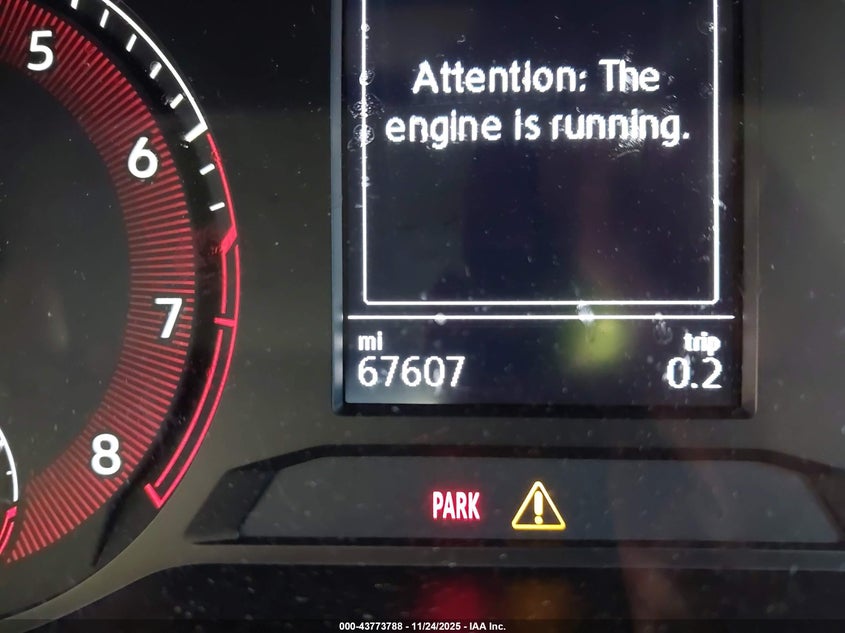 5
6
7
8
Attention: The
engine is running.
mi trip
67607 0.2
PARK
000-43773788 - 11/24/2025 - IAA Inc.